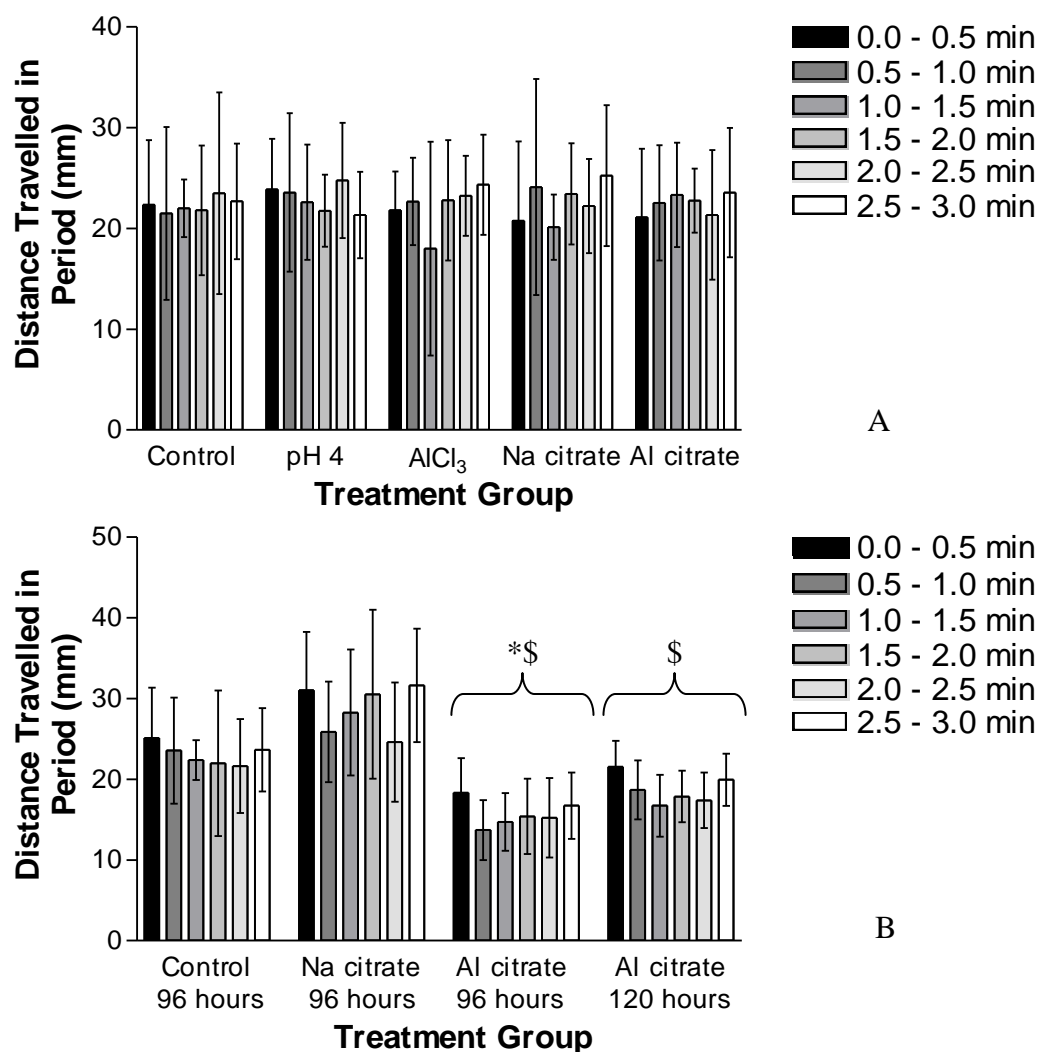 40
30
20
10
0
Distance Travelled in
Period (mm)
Control
pH 4
AlCl₃
Na citrate
Al citrate
Treatment Group
0.0 - 0.5 min
0.5 - 1.0 min
1.0 - 1.5 min
1.5 - 2.0 min
2.0 - 2.5 min
2.5 - 3.0 min
A
50
40
30
20
10
0
Distance Travelled in
Period (mm)
*$
$
Control
96 hours
Na citrate
96 hours
Al citrate
96 hours
Al citrate
120 hours
Treatment Group
0.0 - 0.5 min
0.5 - 1.0 min
1.0 - 1.5 min
1.5 - 2.0 min
2.0 - 2.5 min
2.5 - 3.0 min
B